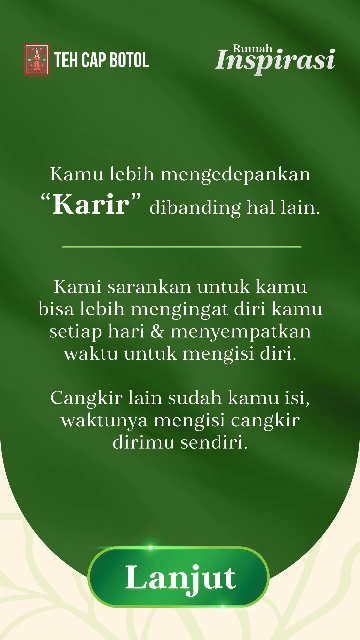 TEH CAP BOTOL
Rumah
Inspirasi
Kamu lebih mengedepankan
“Karir” dibanding hal lain.
Kami sarankan untuk kamu
bisa lebih mengingat diri kamu
setiap hari & menyempatkan
waktu untuk mengisi diri.
Cangkir lain sudah kamu isi,
waktunya mengisi cangkir
dirimu sendiri.
Lanjut